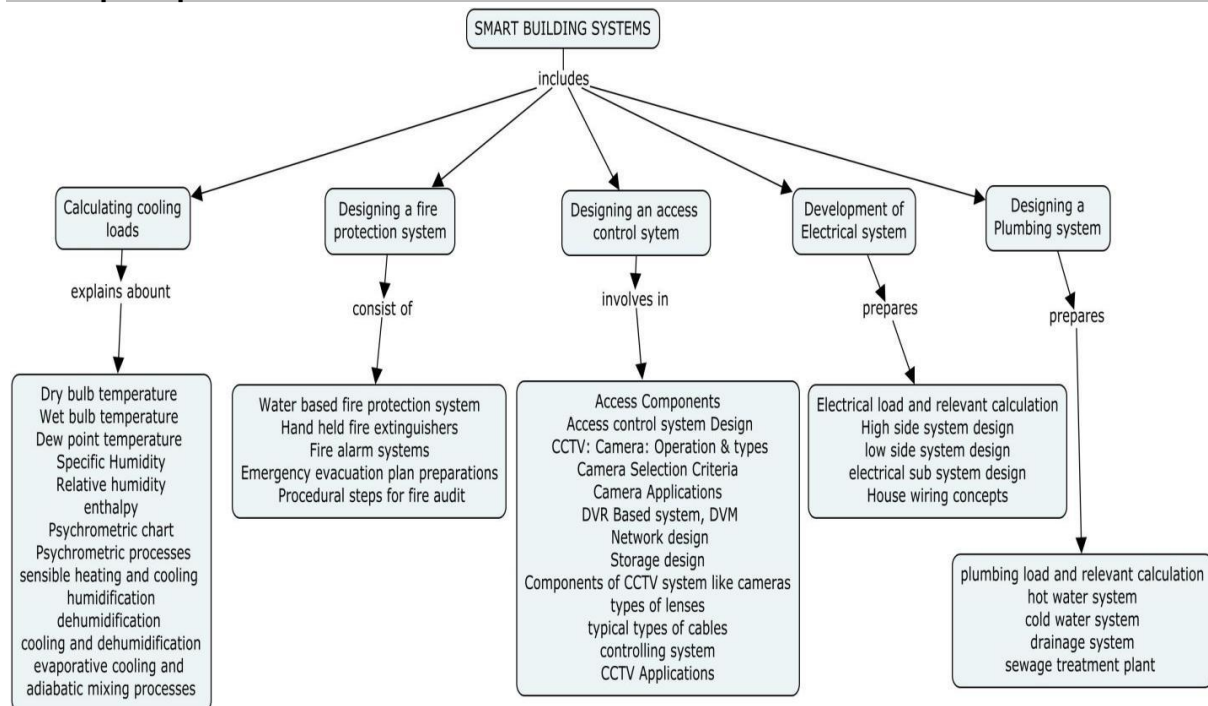 SMART BUILDING SYSTEMS
includes
Calculating cooling
loads
Designing a fire
protection system
Designing an access
control sytem
Development of
Electrical system
Designing a
Plumbing system
explains abount
consist of
involves in
prepares
prepares
Dry bulb temperature
Wet bulb temperature
Dew point temperature
Specific Humidity
Relative humidity
enthalpy
Psychrometric chart
Psychrometric processes
sensible heating and cooling
humidification
dehumidification
cooling and dehumidification
evaporative cooling and
adiabatic mixing processes
Water based fire protection system
Hand held fire extinguishers
Fire alarm systems
Emergency evacuation plan preparations
Procedural steps for fire audit
Access Components
Access control system Design
CCTV: Camera: Operation & types
Camera Selection Criteria
Camera Applications
DVR Based system, DVM
Network design
Storage design
Components of CCTV system like cameras
types of lenses
typical types of cables
controlling system
CCTV Applications
Electrical load and relevant calculation
High side system design
low side system design
electrical sub system design
House wiring concepts
plumbing load and relevant calculation
hot water system
cold water system
drainage system
sewage treatment plant